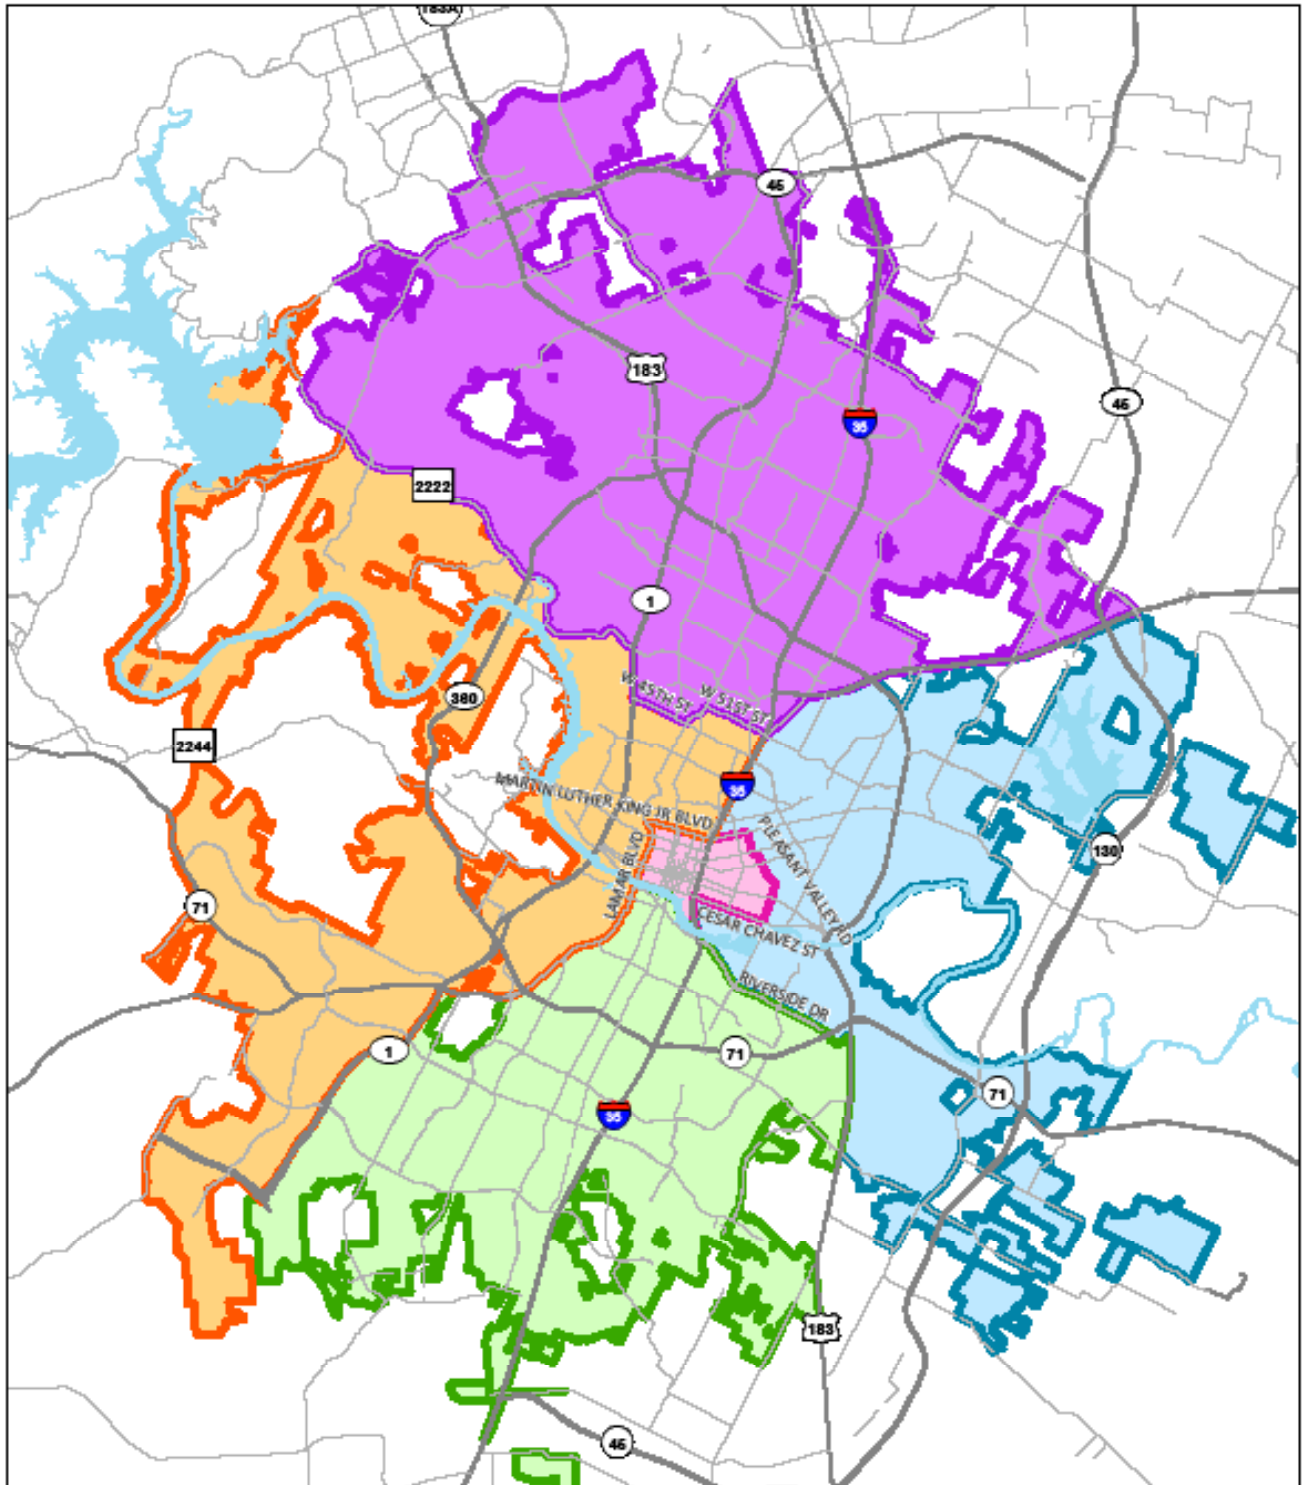 183A
45
183
35
45
2222
1
W 45TH ST
W 51ST ST
360
2244
35
MARTIN LUTHER KING JR BLVD
PLEASANT VALLEY RD
130
LAMAR BLVD
71
CESAR CHAVEZ ST
RIVERSIDE DR
1
71
71
35
183
45